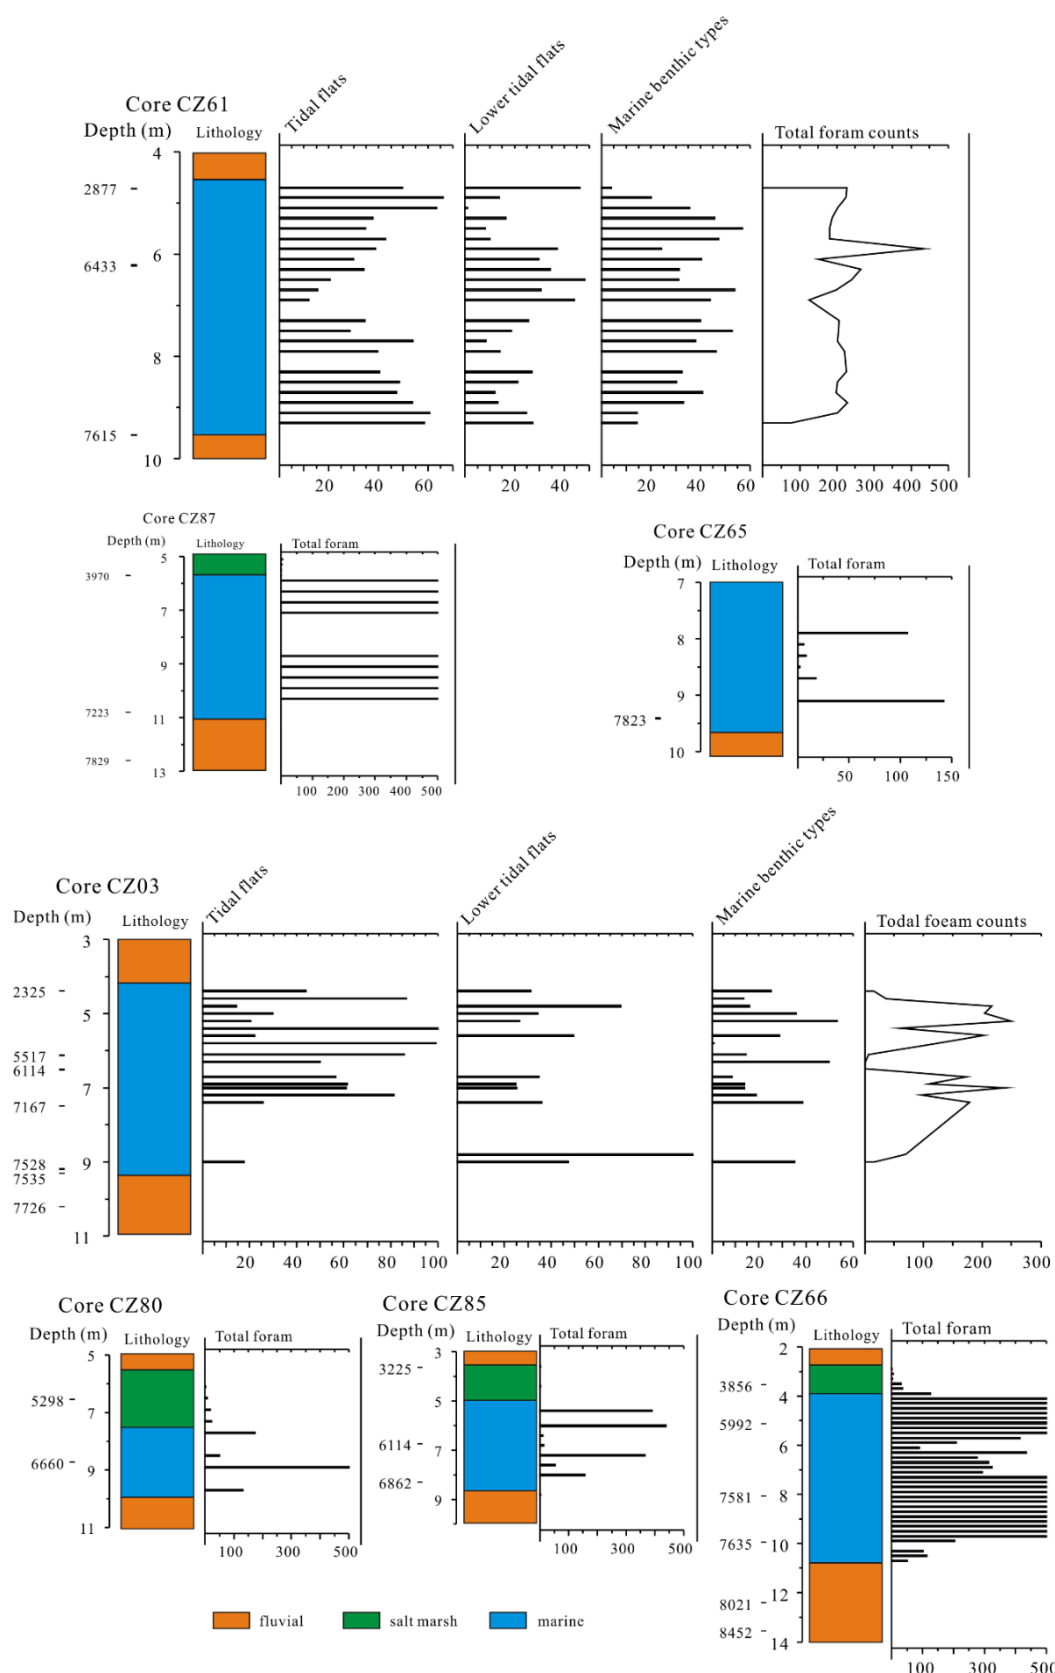 Core CZ61
Depth (m)
Lithology
Tidal flats
Lower tidal flats
Marine benthic types
Total foram counts
4
6
8
10
2877
6433
7615
20 40 60
20 40
20 40 60
100 200 300 400 500
Core CZ87
Depth (m)
Lithology
Total foram
5
7
9
11
13
3970
7223
7829
100 200 300 400 500
Core CZ65
Depth (m)
Lithology
Total foram
7
8
9
10
7823
50 100 150
Core CZ03
Depth (m)
Lithology
Tidal flats
Lower tidal flats
Marine benthic types
Todal foeam counts
3
5
7
9
11
2325
5517
6114
7167
7528
7535
7726
20 40 60 80 100
20 40 60 80 100
20 40 60
100 200 300
Core CZ80
Depth (m)
Lithology
Total foram
5
7
9
11
5298
6660
100 300 500
Core CZ85
Depth (m)
Lithology
Total foram
3
5
7
9
3225
6114
6862
100 300 500
Core CZ66
Depth (m)
Lithology
Total foram
2
4
6
8
10
12
14
3856
5992
7581
7635
8021
8452
100 300 500
fluvial
salt marsh
marine